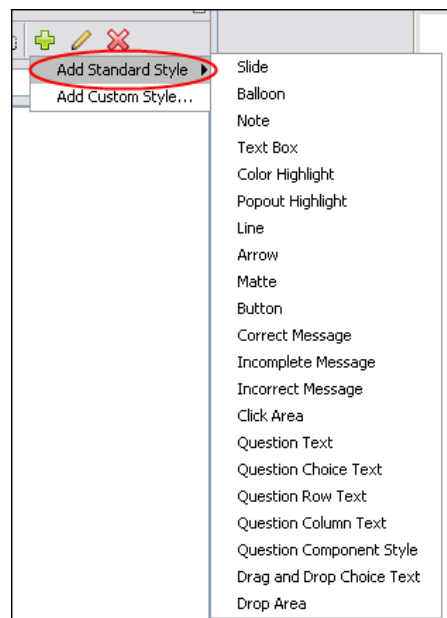 Add Standard Style
Add Custom Style...
Slide
Balloon
Note
Text Box
Color Highlight
Popout Highlight
Line
Arrow
Matte
Button
Correct Message
Incomplete Message
Incorrect Message
Click Area
Question Text
Question Choice Text
Question Row Text
Question Column Text
Question Component Style
Drag and Drop Choice Text
Drop Area